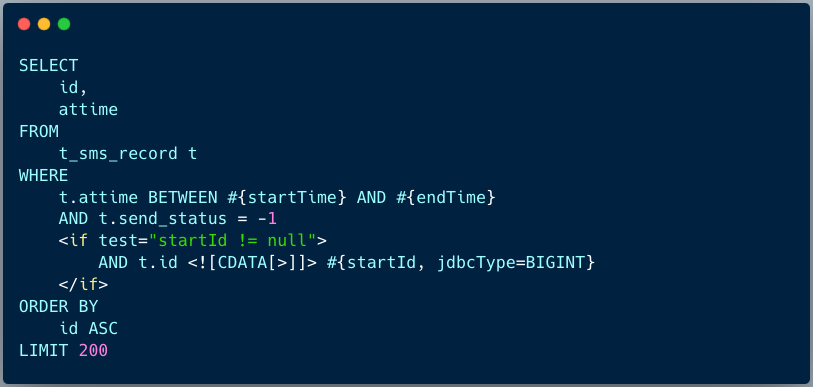 SELECT
    id,
    attime
FROM
    t_sms_record t
WHERE
    t.attime BETWEEN #{startTime} AND #{endTime}
    AND t.send_status = -1
    <if test="startId != null">
        AND t.id <![CDATA[>]]> #{startId, jdbcType=BIGINT}
    </if>
ORDER BY
    id ASC
LIMIT 200